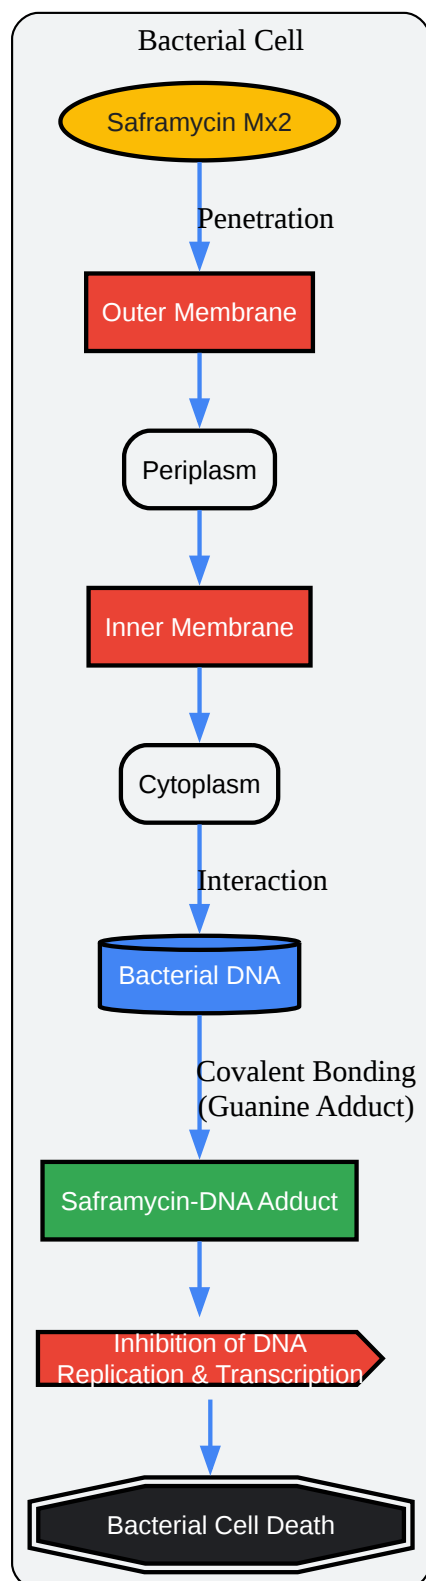 Bacterial Cell
Saframycin Mx2
Penetration
Outer Membrane
Periplasm
Inner Membrane
Cytoplasm
Interaction
Bacterial DNA
Covalent Bonding
(Guanine Adduct)
Saframycin-DNA Adduct
Inhibition of DNA
Replication & Transcription
Bacterial Cell Death